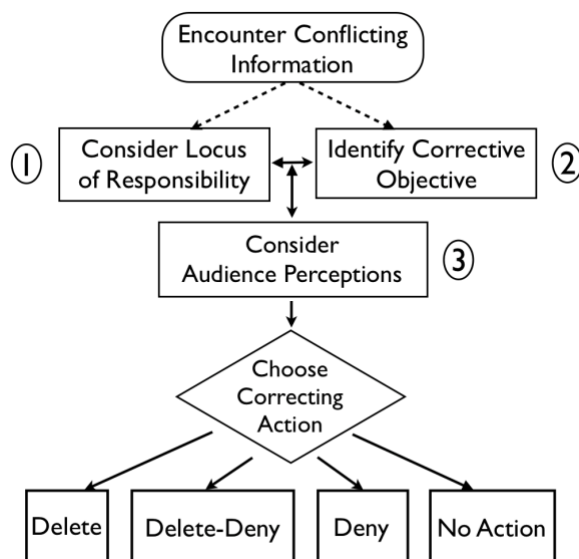 Encounter Conflicting
Information
① Consider Locus
of Responsibility
Identify Corrective
Objective ②
Consider
Audience Perceptions ③
Choose
Correcting
Action
Delete
Delete-Deny
Deny
No Action